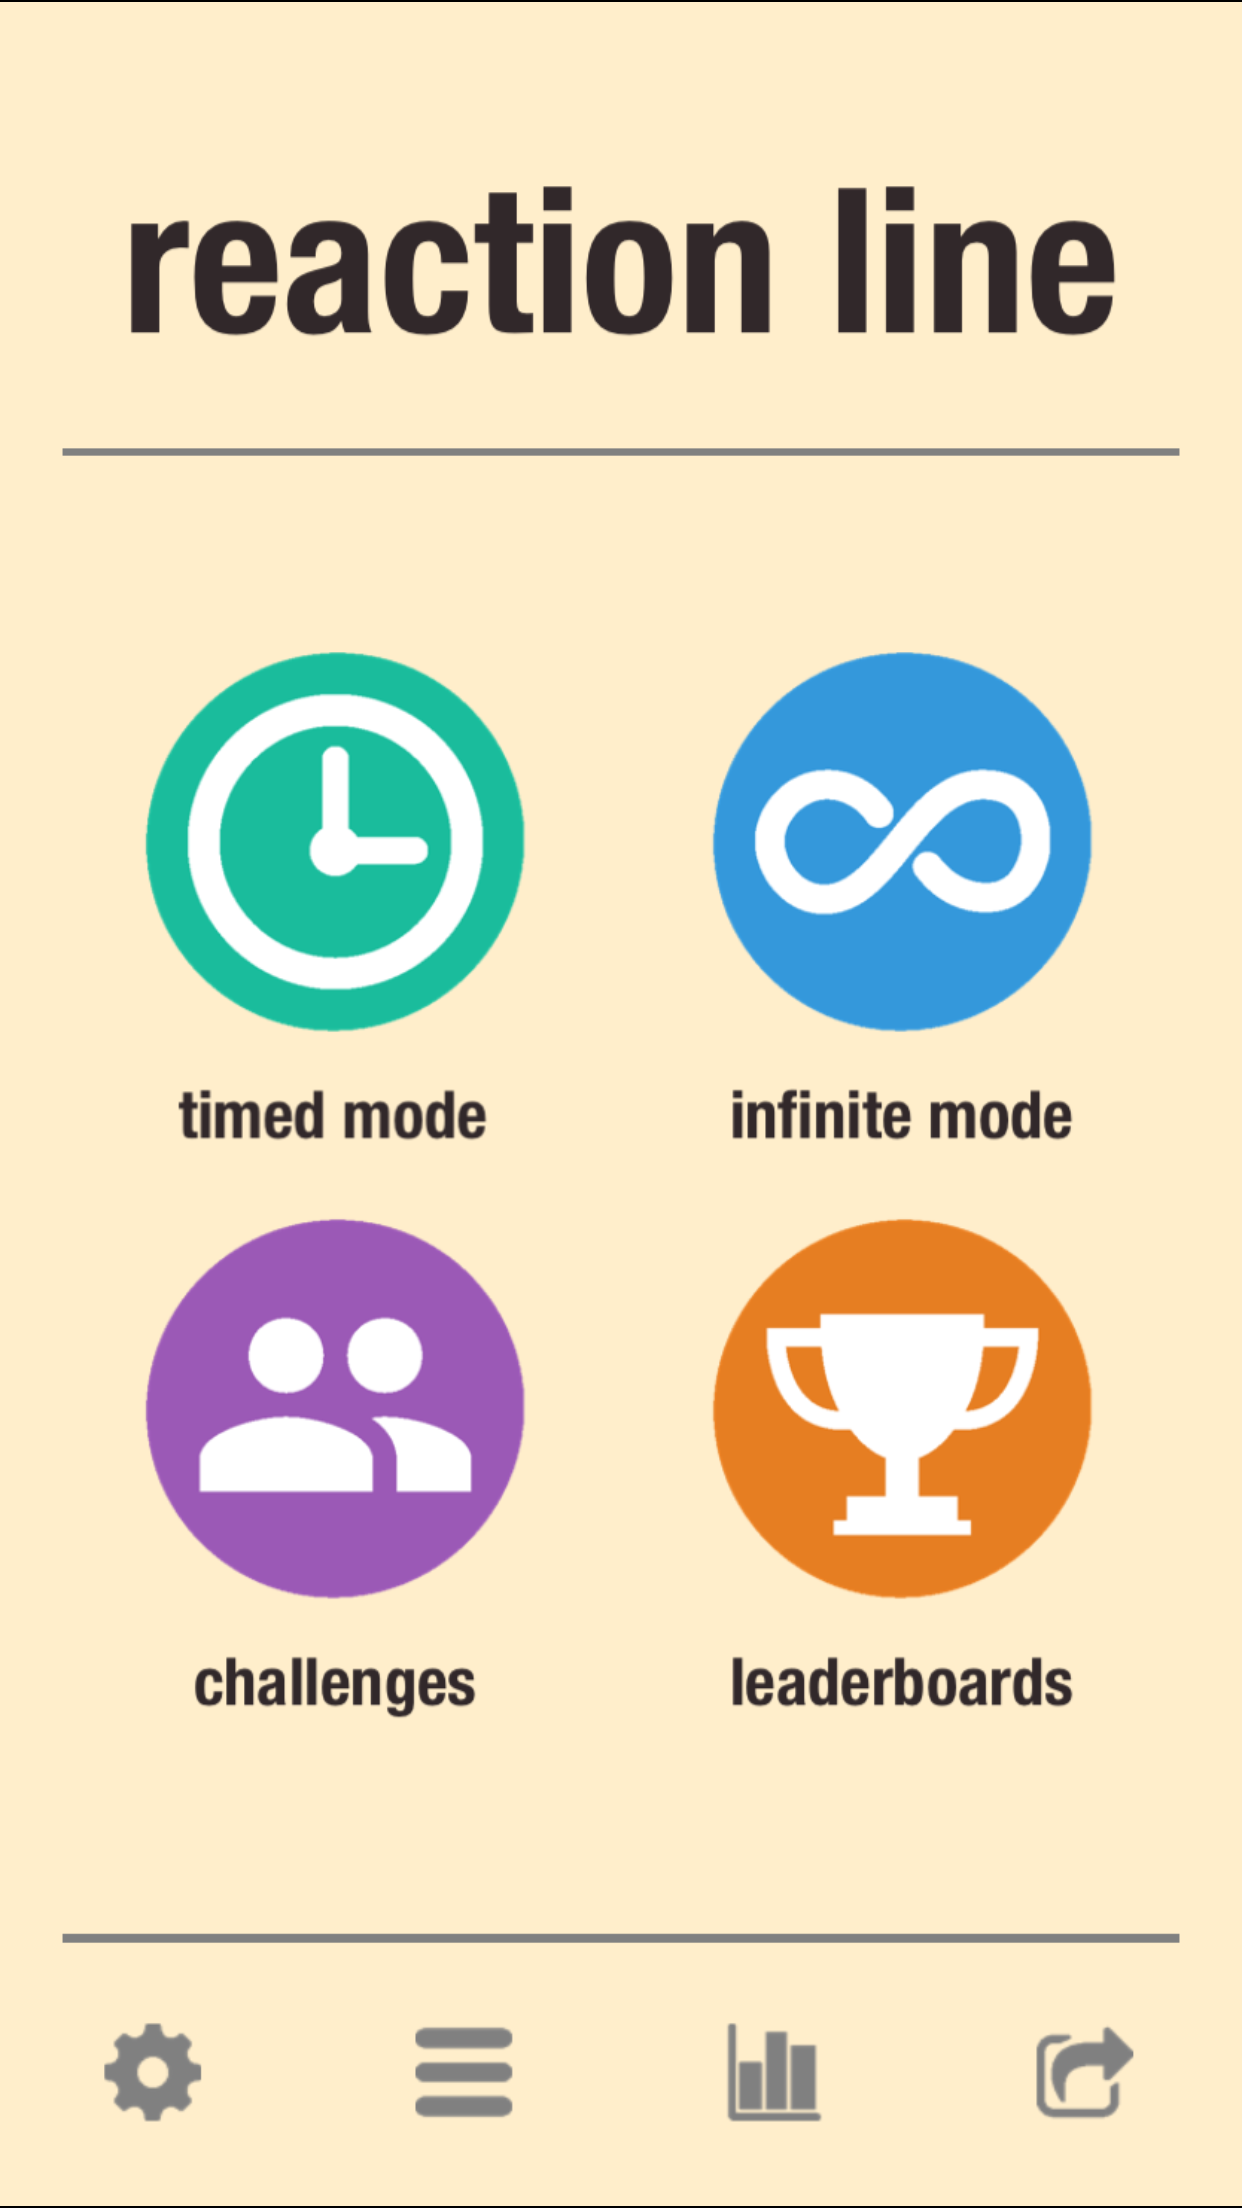 reaction line
timed mode
infinite mode
challenges
leaderboards